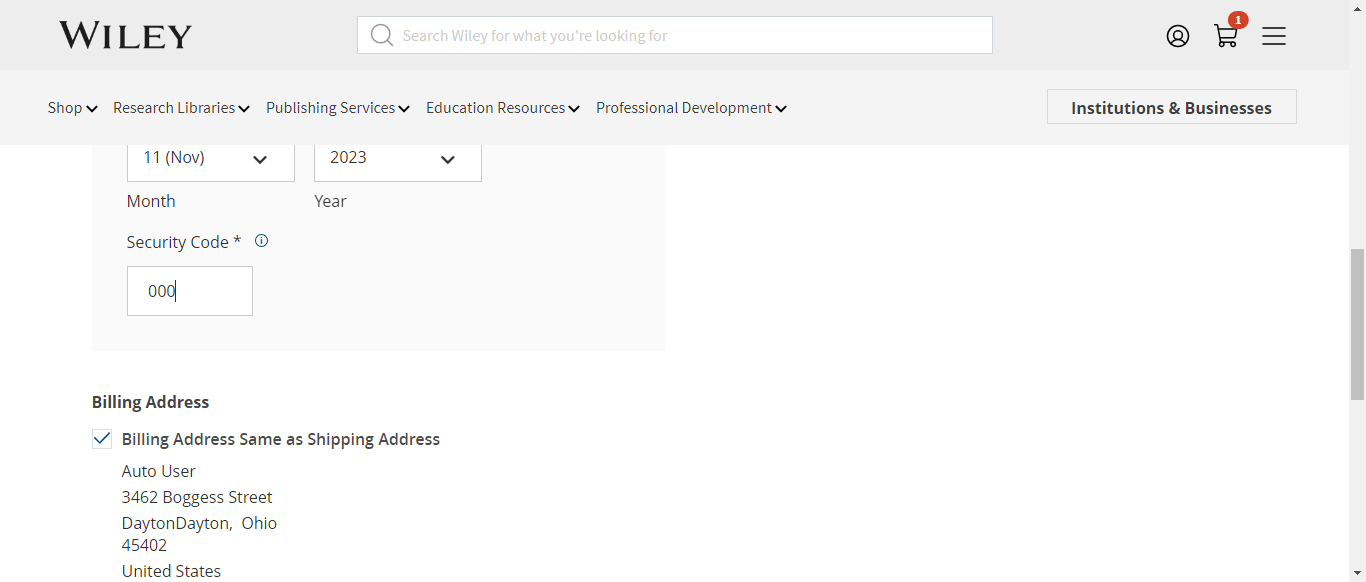 WILEY
Search Wiley for what you're looking for
1
Shop Research Libraries Publishing Services Education Resources Professional Development
Institutions & Businesses
11 (Nov) 2023
Month Year
Security Code *
000
Billing Address
Billing Address Same as Shipping Address
Auto User
3462 Boggess Street
DaytonDayton, Ohio
45402
United States